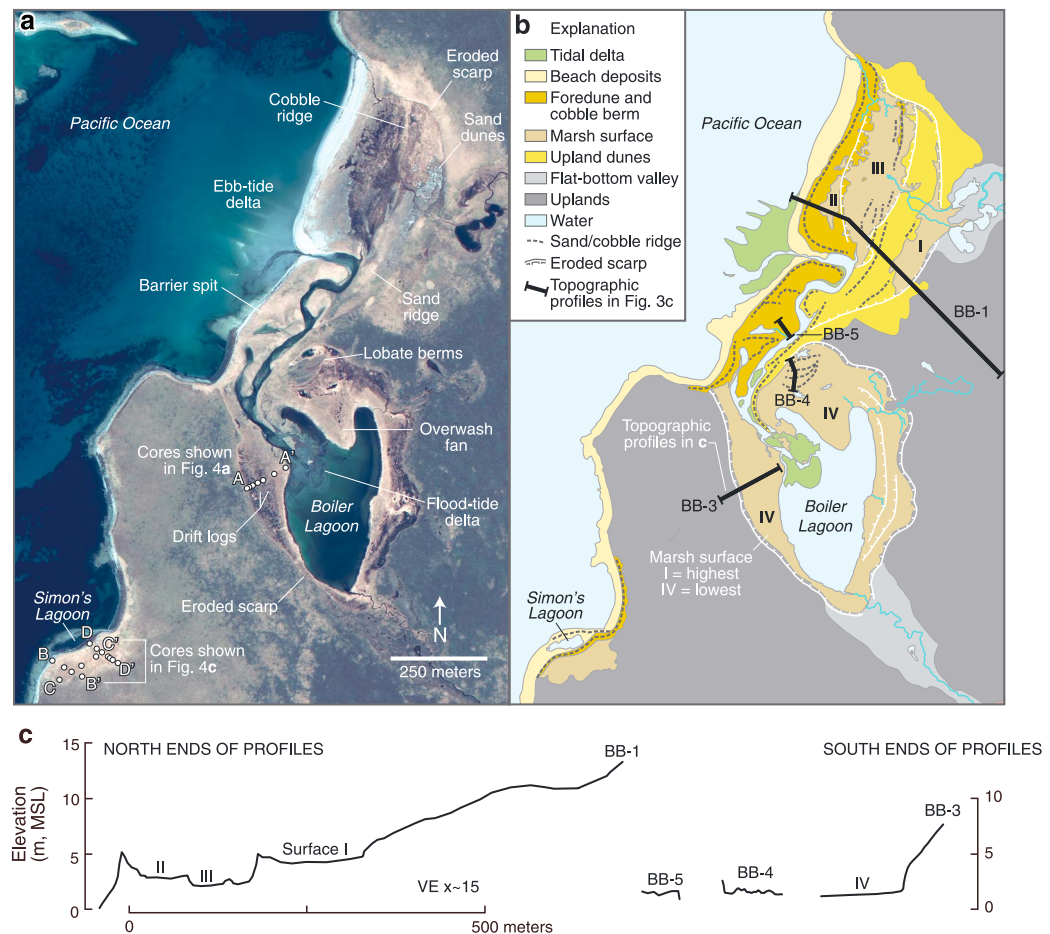 a
Pacific Ocean
Cobble
ridge
Eroded
scarp
Sand
dunes
Ebb-tide
delta
Barrier spit
Sand
ridge
Lobate berms
Overwash
fan
Cores shown
in Fig. 4a
A
A'
Flood-tide
delta
Boiler
Lagoon
Drift logs
Eroded scarp
Simon's
Lagoon
D
C'
B
Cores shown
in Fig. 4c
D'
C
B'
N
250 meters
b
Explanation
Tidal delta
Beach deposits
Foredune and
cobble berm
Marsh surface
Upland dunes
Flat-bottom valley
Uplands
Water
Sand/cobble ridge
Eroded scarp
Topographic
profiles in Fig. 3c
Pacific Ocean
III
II
I
BB-1
BB-5
BB-4
IV
Topographic
profiles in c
BB-3
Boiler
Lagoon
IV
Marsh surface
I = highest
IV = lowest
Simon's
Lagoon
c
NORTH ENDS OF PROFILES
SOUTH ENDS OF PROFILES
Elevation
(m, MSL)
15
10
5
0
BB-1
II
III
Surface I
VE x~15
BB-5
BB-4
IV
BB-3
10
5
0
0
500 meters